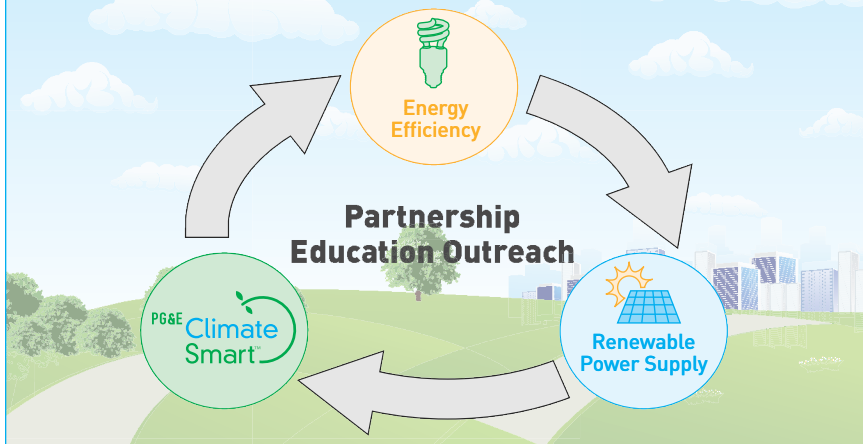 Energy
Efficiency
Partnership
Education Outreach
PG&E Climate
Smart™
Renewable
Power Supply